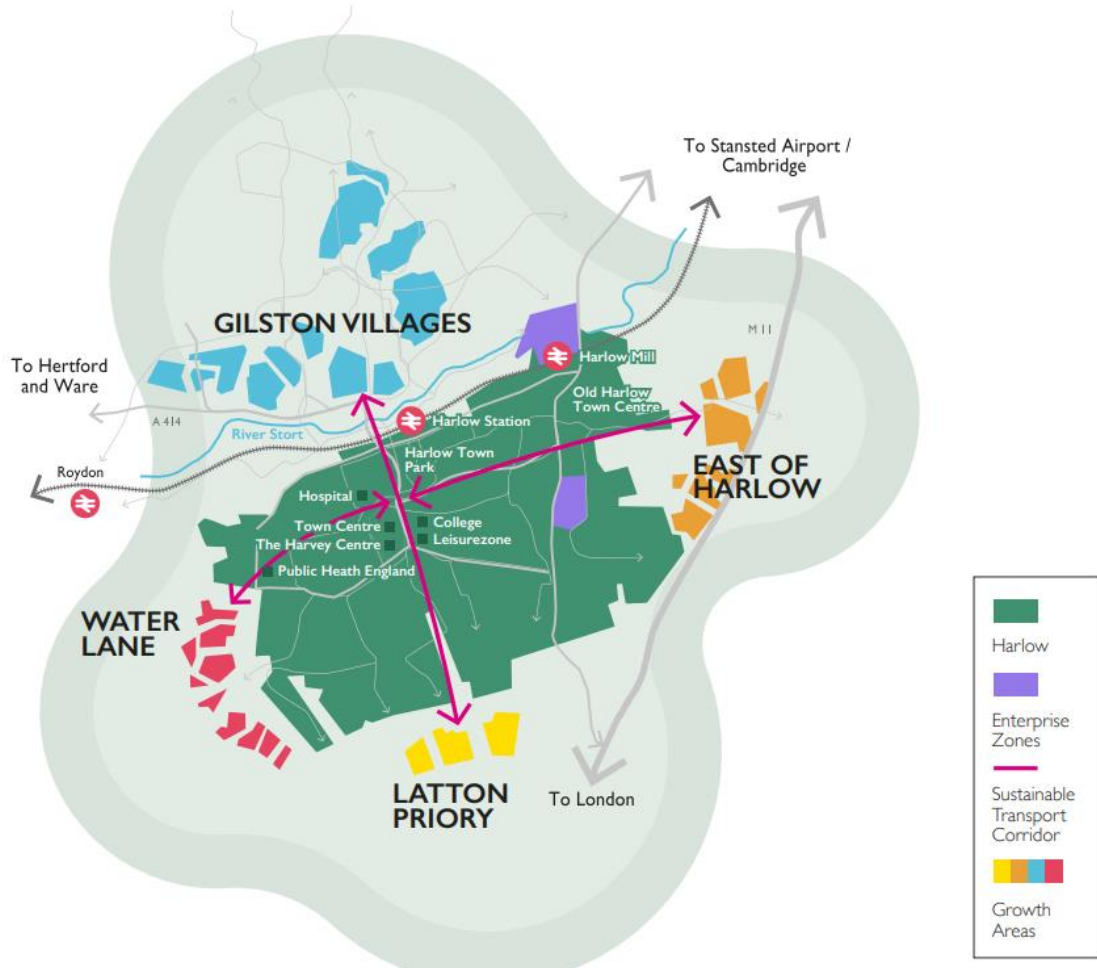 To Stansted Airport /
Cambridge
GILSTON VILLAGES
M11
To Hertford
and Ware
Harlow Mill
A414
Old Harlow
Town Centre
River Stort
Harlow Station
Roydon
Harlow Town
Park
EAST OF
HARLOW
Hospital
College
Town Centre
Leisurezone
The Harvey Centre
Public Heath England
WATER
LANE
LATTON
PRIORY
To London
Harlow
Enterprise
Zones
Sustainable
Transport
Corridor
Growth
Areas